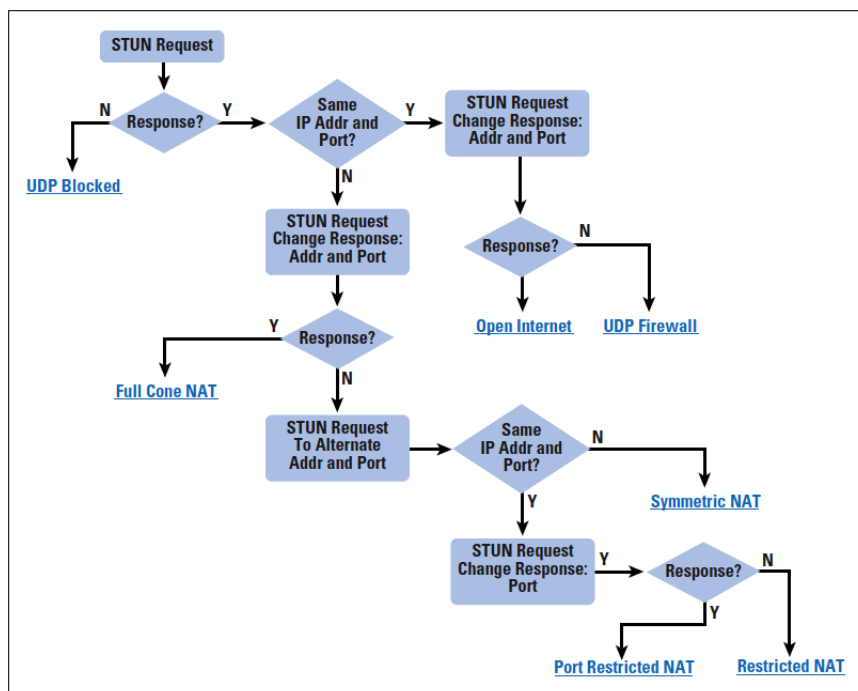 STUN Request
N
Response?
Y
Same
IP Addr and
Port?
Y
STUN Request
Change Response:
Addr and Port
UDP Blocked
N
STUN Request
Change Response:
Addr and Port
Response?
N
Open Internet
UDP Firewall
Y
Response?
Full Cone NAT
N
STUN Request
To Alternate
Addr and Port
Same
IP Addr and
Port?
N
Symmetric NAT
Y
STUN Request
Change Response:
Port
Y
Response?
N
Y
Port Restricted NAT
Restricted NAT